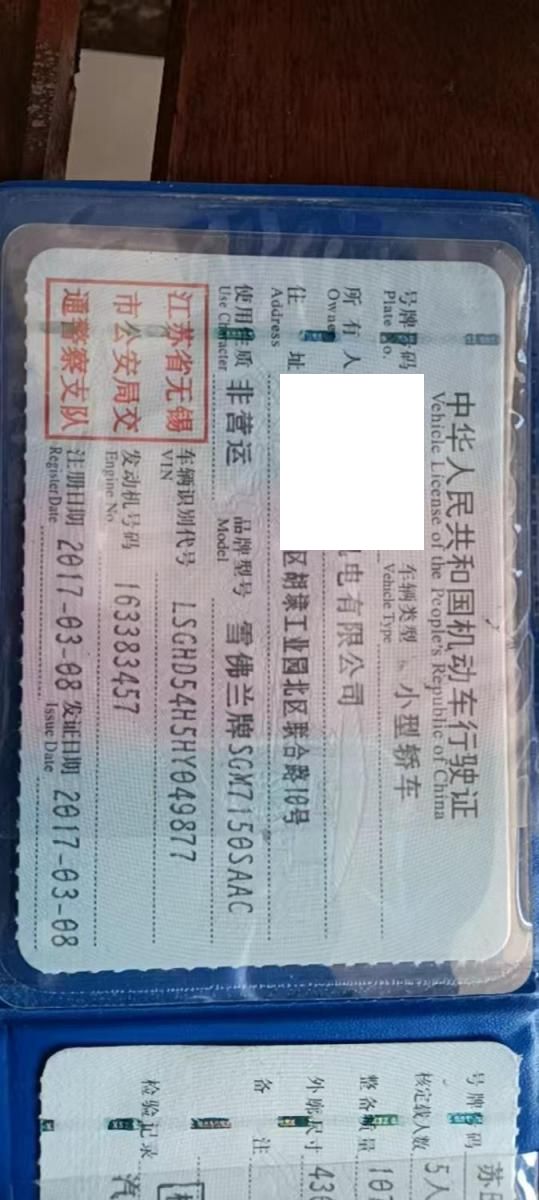 中华人民共和国机动车行驶证
Vehicle License of the People's Republic of China
号牌号码
Plate No.
车辆类型 小型轿车
Vehicle Type
所有人 电有限公司
Owner
住址 区胡埭工业园北区联合路10号
Address
使用性质 非营运 品牌型号 雪佛兰牌SGM7150SAAC
Use Character Model
江苏省无锡
市公安局交
通警察支队
车辆识别代号 LSGHD54H5HY049877
VIN
发动机号码 163383457
Engine No.
注册日期 2017-03-08 发证日期 2017-03-08
Register Date Issue Date
号牌号码 苏
核定载人数 5人
整备质量 107
外廓尺寸 436
备注
检验记录 汽